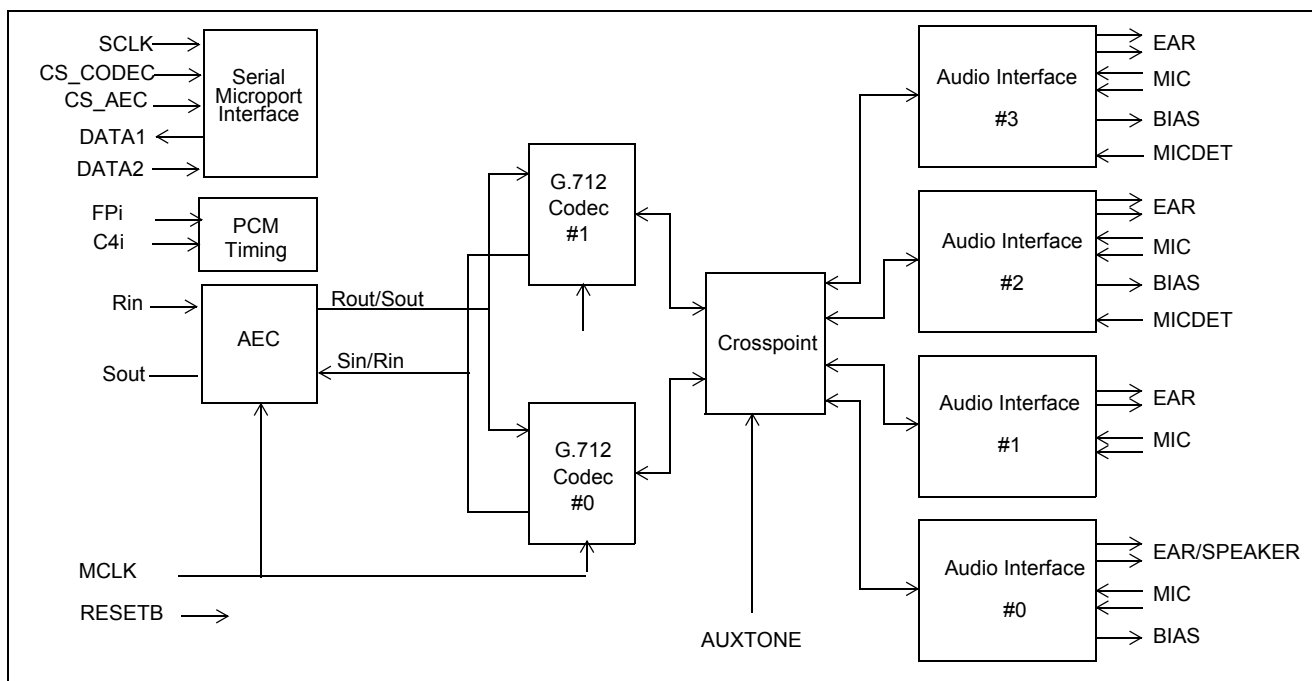 SCLK
CS_CODEC
CS_AEC
DATA1
DATA2
Serial
Microport
Interface
FPi
C4i
PCM
Timing
Rin
Sout
AEC
Rout/Sout
Sin/Rin
MCLK
RESETB
G.712
Codec
#1
G.712
Codec
#0
Crosspoint
AUXTONE
Audio Interface
#3
EAR
MIC
BIAS
MICDET
Audio Interface
#2
EAR
MIC
BIAS
MICDET
Audio Interface
#1
EAR
MIC
Audio Interface
#0
EAR/SPEAKER
MIC
BIAS